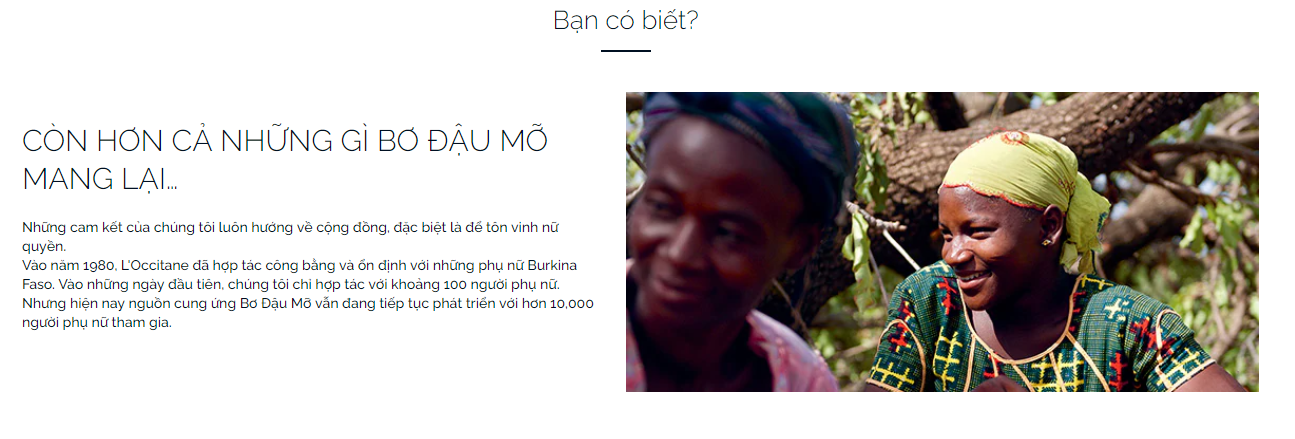 Bạn có biết?
CÒN HƠN CẢ NHỮNG GÌ BƠ ĐẬU MỠ
MANG LẠI...
Những cam kết của chúng tôi luôn hướng về cộng đồng, đặc biệt là để tôn vinh nữ
quyền.
Vào năm 1980, L'Occitane đã hợp tác công bằng và ổn định với những phụ nữ Burkina
Faso. Vào những ngày đầu tiên, chúng tôi chỉ hợp tác với khoảng 100 người phụ nữ.
Nhưng hiện nay nguồn cung ứng Bơ Đậu Mỡ vẫn đang tiếp tục phát triển với hơn 10,000
người phụ nữ tham gia.